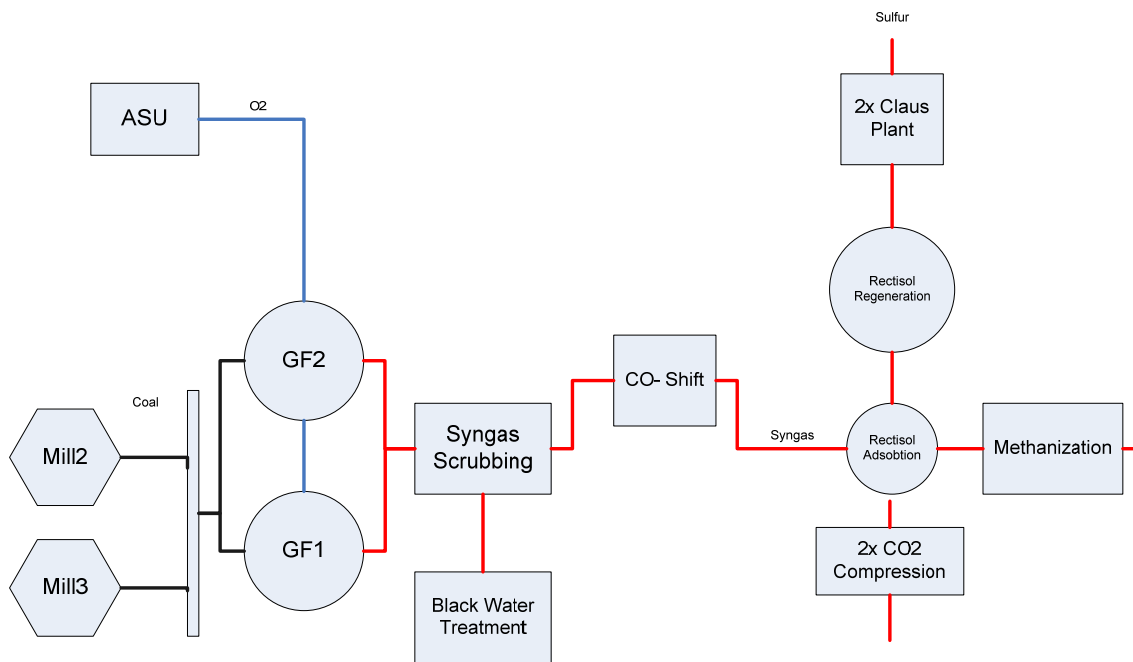 Sulfur
ASU
O2
2x Claus
Plant
Rectisol
Regeneration
GF2
CO- Shift
Coal
Mill2
Syngas
Scrubbing
Syngas
Rectisol
Adsobtion
Methanization
GF1
2x CO2
Compression
Mill3
Black Water
Treatment